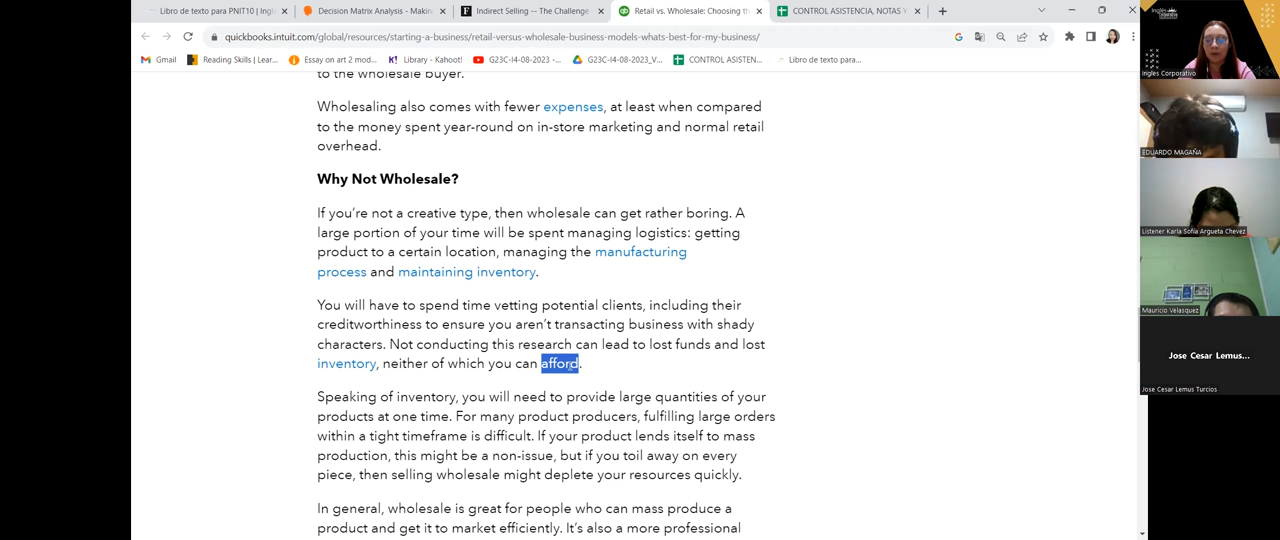 Libro de texto para PNIT10 | Ingl
Decision Matrix Analysis - Makin
Indirect Selling -- The Challenge
Retail vs. Wholesale: Choosing th
CONTROL ASISTENCIA, NOTAS Y
quickbooks.intuit.com/global/resources/starting-a-business/retail-versus-wholesale-business-models-whats-best-for-my-business/
Gmail
Reading Skills | Lear...
Essay on art 2 mod...
Library - Kahoot!
G23C-I4-08-2023 -...
G23C-I4-08-2023_V...
CONTROL ASISTEN...
Libro de texto para...
to the wholesale buyer.
Wholesaling also comes with fewer expenses, at least when compared
to the money spent year-round on in-store marketing and normal retail
overhead.
Why Not Wholesale?
If you're not a creative type, then wholesale can get rather boring. A
large portion of your time will be spent managing logistics: getting
product to a certain location, managing the manufacturing
process and maintaining inventory.
You will have to spend time vetting potential clients, including their
creditworthiness to ensure you aren't transacting business with shady
characters. Not conducting this research can lead to lost funds and lost
inventory, neither of which you can afford.
Speaking of inventory, you will need to provide large quantities of your
products at one time. For many product producers, fulfilling large orders
within a tight timeframe is difficult. If your product lends itself to mass
production, this might be a non-issue, but if you toil away on every
piece, then selling wholesale might deplete your resources quickly.
In general, wholesale is great for people who can mass produce a
product and get it to market efficiently. It's also a more professional
Inglés Corporativo
EDUARDO MAGAÑA
Listener Karla Sofía Argueta Chevez
Mauricio Velasquez
Jose Cesar Lemus...
Jose Cesar Lemus Turcios